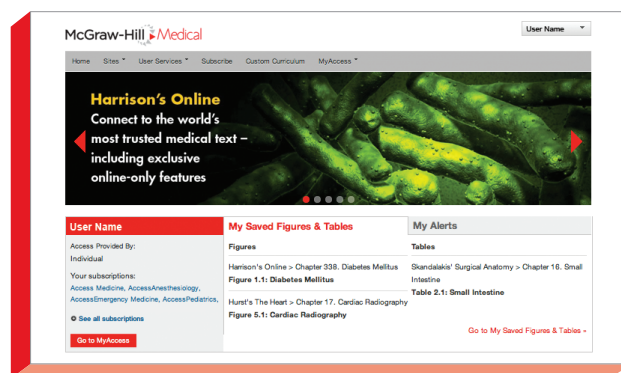 McGraw-Hill Medical
User Name
Home Sites User Services Subscribe Custom Curriculum MyAccess
Harrison's Online
Connect to the world's
most trusted medical text –
including exclusive
online-only features
User Name
Access Provided By:
Individual
Your subscriptions:
Access Medicine, AccessAnesthesiology,
AccessEmergency Medicine, AccessPediatrics,
See all subscriptions
Go to MyAccess
My Saved Figures & Tables
Figures
Harrison's Online > Chapter 338. Diabetes Mellitus
Figure 1.1: Diabetes Mellitus
Hurst's The Heart > Chapter 17. Cardiac Radiography
Figure 5.1: Cardiac Radiography
My Alerts
Tables
Skandalakis' Surgical Anatomy > Chapter 16. Small
Intestine
Table 2.1: Small Intestine
Go to My Saved Figures & Tables »